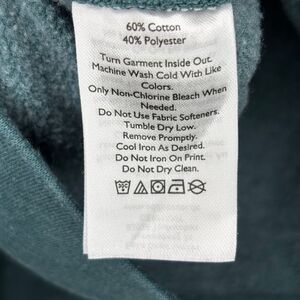 60% Cotton
40% Polyester
Turn Garment Inside Out.
Machine Wash Cold With Like
Colors.
Only Non-Chlorine Bleach When
Needed.
Do Not Use Fabric Softeners.
Tumble Dry Low.
Remove Promptly.
Cool Iron As Desired.
Do Not Iron On Print.
Do Not Dry Clean.